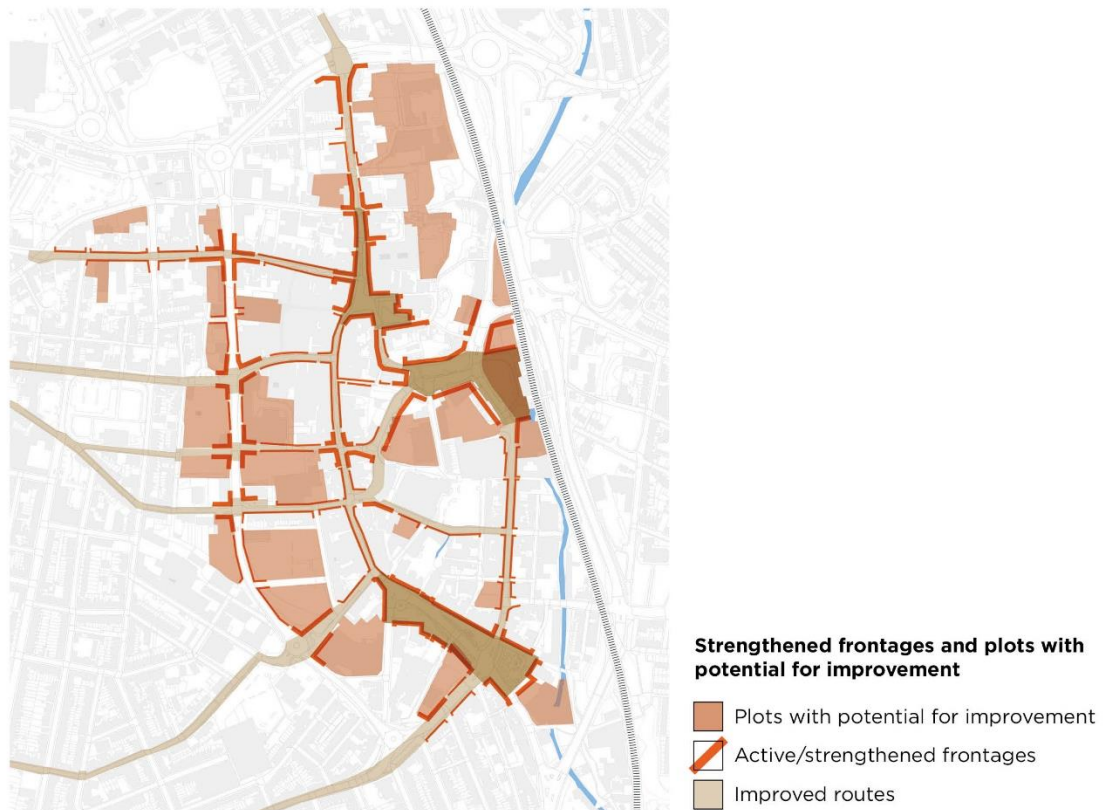 Strengthened frontages and plots with
potential for improvement
Plots with potential for improvement
Active/strengthened frontages
Improved routes